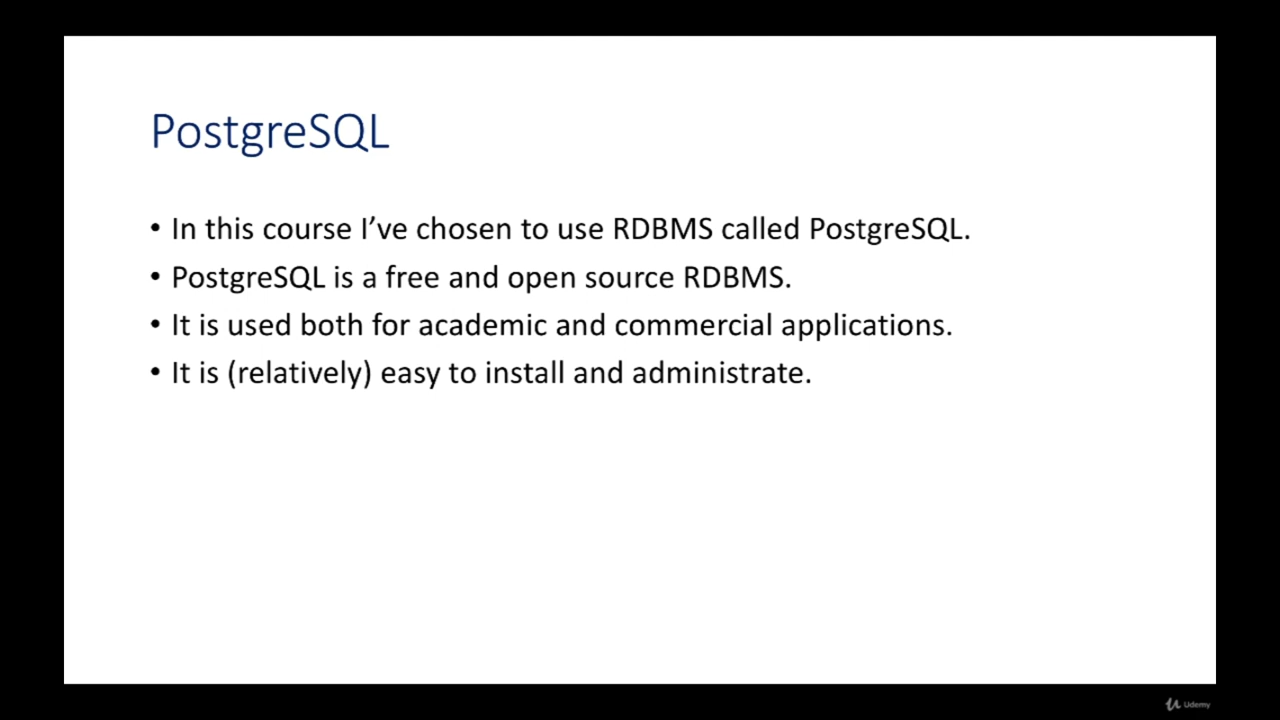 PostgreSQL
• In this course I’ve chosen to use RDBMS called PostgreSQL.
• PostgreSQL is a free and open source RDBMS.
• It is used both for academic and commercial applications.
• It is (relatively) easy to install and administrate.
Udemy